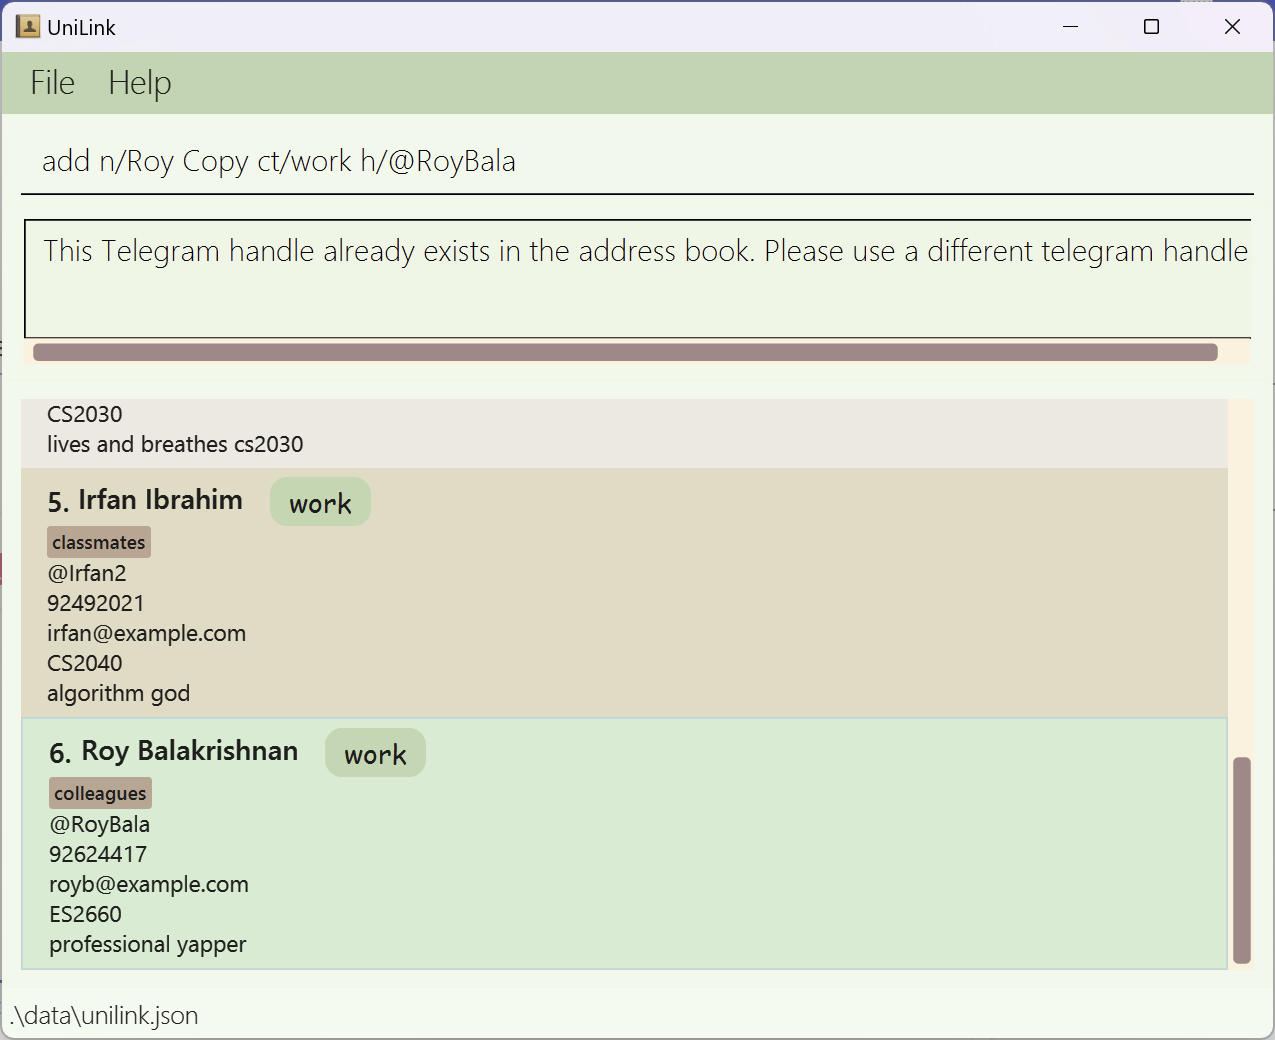 UniLink
File Help
add n/Roy Copy ct/work h/@RoyBala
This Telegram handle already exists in the address book. Please use a different telegram handle
CS2030
lives and breathes cs2030
5. Irfan Ibrahim work
classmates
@Irfan2
92492021
irfan@example.com
CS2040
algorithm god
6. Roy Balakrishnan work
colleagues
@RoyBala
92624417
royb@example.com
ES2660
professional yapper
.\data\unilink.json